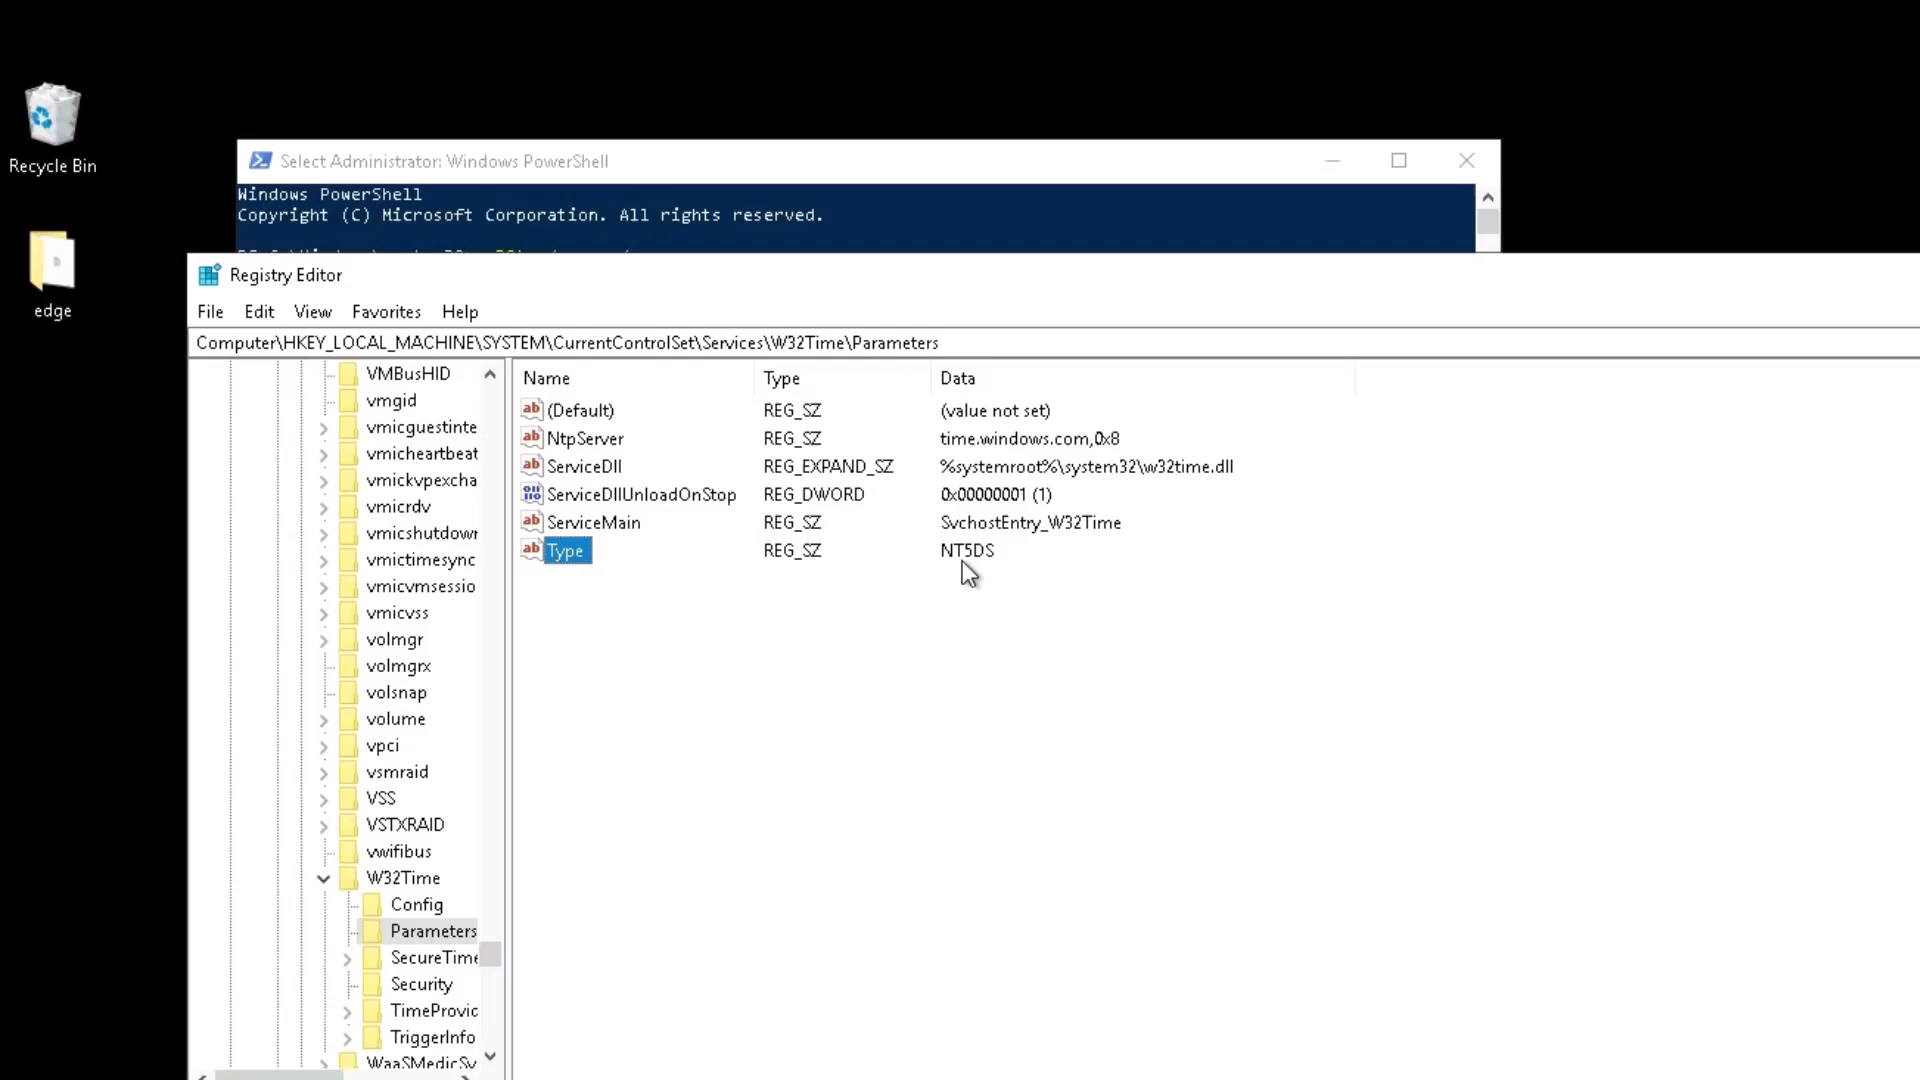 Recycle Bin
edge
Select Administrator: Windows PowerShell
Windows PowerShell
Copyright (C) Microsoft Corporation. All rights reserved.
Registry Editor
File Edit View Favorites Help
Computer\HKEY_LOCAL_MACHINE\SYSTEM\CurrentControlSet\Services\W32Time\Parameters
VMBusHID
vmgid
vmicguestinte
vmicheartbeat
vmickvpexcha
vmicrdv
vmicshutdown
vmictimesync
vmicvmsessio
vmicvss
volmgr
volmgrx
volsnap
volume
vpci
vsmraid
VSS
VSTXRAID
vwifibus
W32Time
Config
Parameters
SecureTime
Security
TimeProvic
TriggerInfo
WaaSMedicSv
Name Type Data
(Default) REG_SZ (value not set)
NtpServer REG_SZ time.windows.com,0x8
ServiceDll REG_EXPAND_SZ %systemroot%\system32\w32time.dll
ServiceDllUnloadOnStop REG_DWORD 0x00000001 (1)
ServiceMain REG_SZ SvchostEntry_W32Time
Type REG_SZ NT5DS